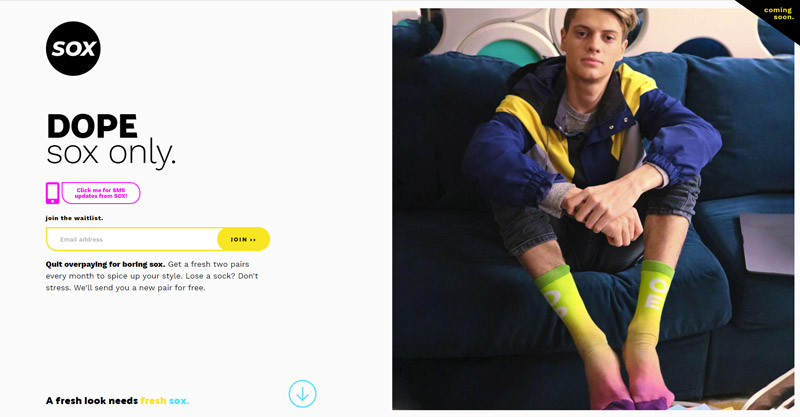 coming
soon.
SOX
DOPE
sox only.
Click me for SMS
updates from SOX!
join the waitlist.
Email address
JOIN >>
Quit overpaying for boring sox. Get a fresh two pairs
every month to spice up your style. Lose a sock? Don't
stress. We'll send you a new pair for free.
A fresh look needs fresh sox.